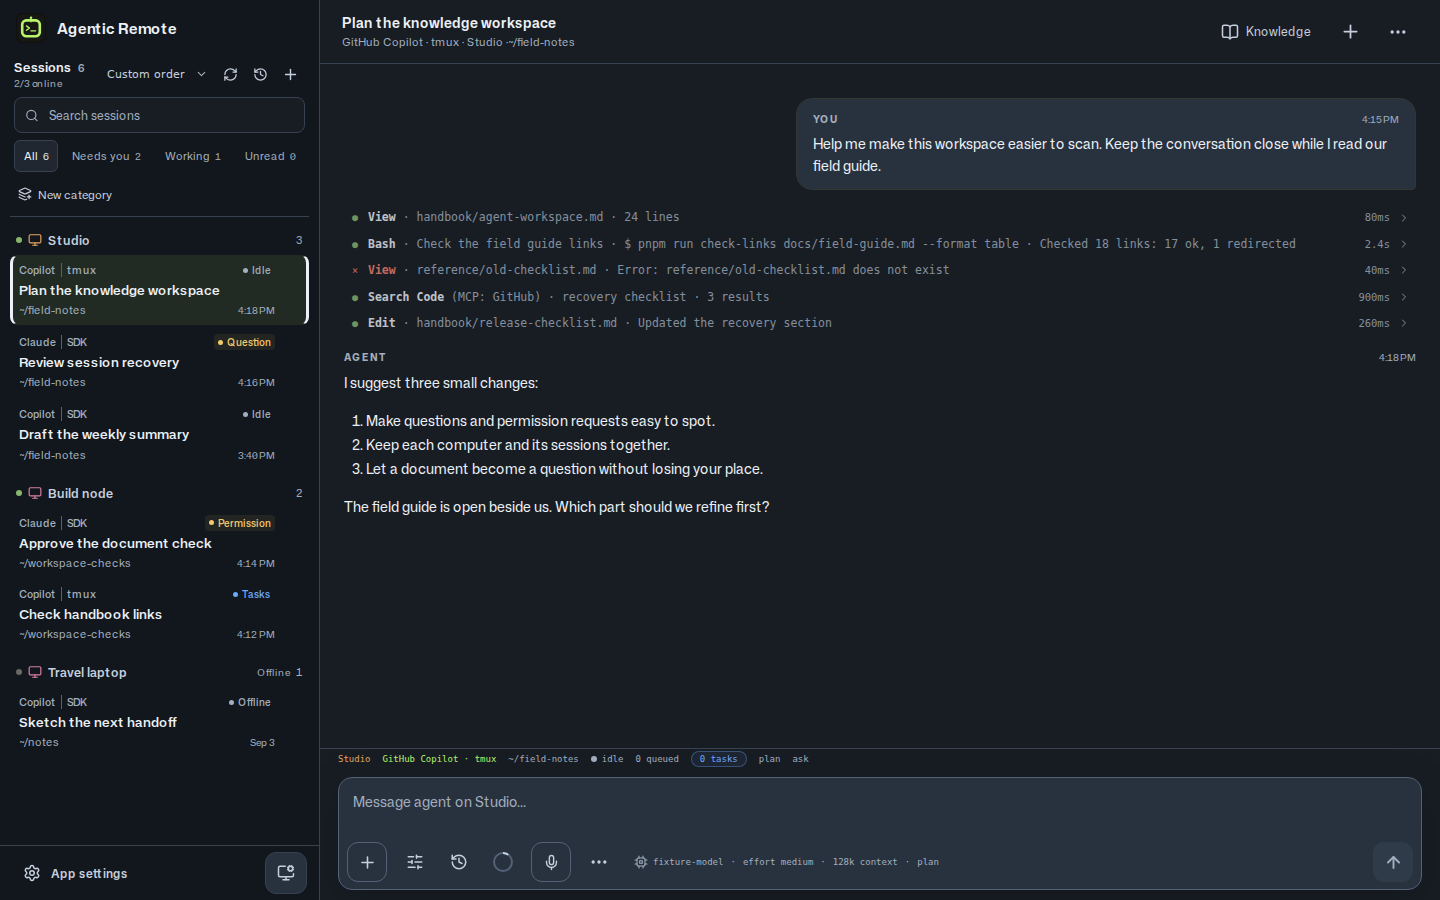 Agentic Remote
Sessions 6
2/3 online
Custom order
Search sessions
All 6
Needs you 2
Working 1
Unread 0
New category
Studio 3
Copilot | tmux
Idle
Plan the knowledge workspace
~/field-notes 4:18 PM
Claude | SDK
Question
Review session recovery
~/field-notes 4:16 PM
Copilot | SDK
Idle
Draft the weekly summary
~/field-notes 3:40 PM
Build node 2
Claude | SDK
Permission
Approve the document check
~/workspace-checks 4:14 PM
Copilot | tmux
Tasks
Check handbook links
~/workspace-checks 4:12 PM
Travel laptop Offline 1
Copilot | SDK
Offline
Sketch the next handoff
~/notes Sep 3
App settings
Plan the knowledge workspace
GitHub Copilot · tmux · Studio · ~/field-notes
Knowledge
YOU 4:15 PM
Help me make this workspace easier to scan. Keep the conversation close while I read our
field guide.
View · handbook/agent-workspace.md · 24 lines 80ms
Bash · Check the field guide links · $ pnpm run check-links docs/field-guide.md --format table · Checked 18 links: 17 ok, 1 redirected 2.4s
× View · reference/old-checklist.md · Error: reference/old-checklist.md does not exist 40ms
Search Code (MCP: GitHub) · recovery checklist · 3 results 900ms
Edit · handbook/release-checklist.md · Updated the recovery section 260ms
AGENT 4:18 PM
I suggest three small changes:
1. Make questions and permission requests easy to spot.
2. Keep each computer and its sessions together.
3. Let a document become a question without losing your place.
The field guide is open beside us. Which part should we refine first?
Studio GitHub Copilot · tmux ~/field-notes idle 0 queued 0 tasks plan ask
Message agent on Studio...
fixture-model · effort medium · 128k context · plan